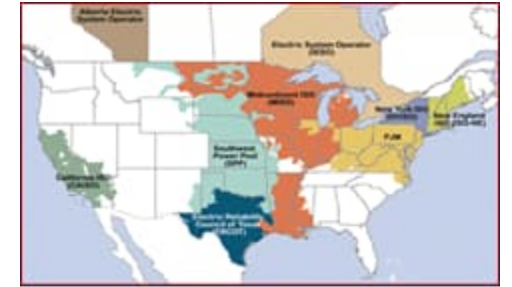 Alberta Electric
System Operator
Electric System Operator
(IESO)
Midcontinent ISO
(MISO)
New York ISO
(NYISO)
New England
ISO (ISO-NE)
PJM
Southwest
Power Pool
(SPP)
California ISO
(CAISO)
Electric Reliability
Council of Texas
(ERCOT)